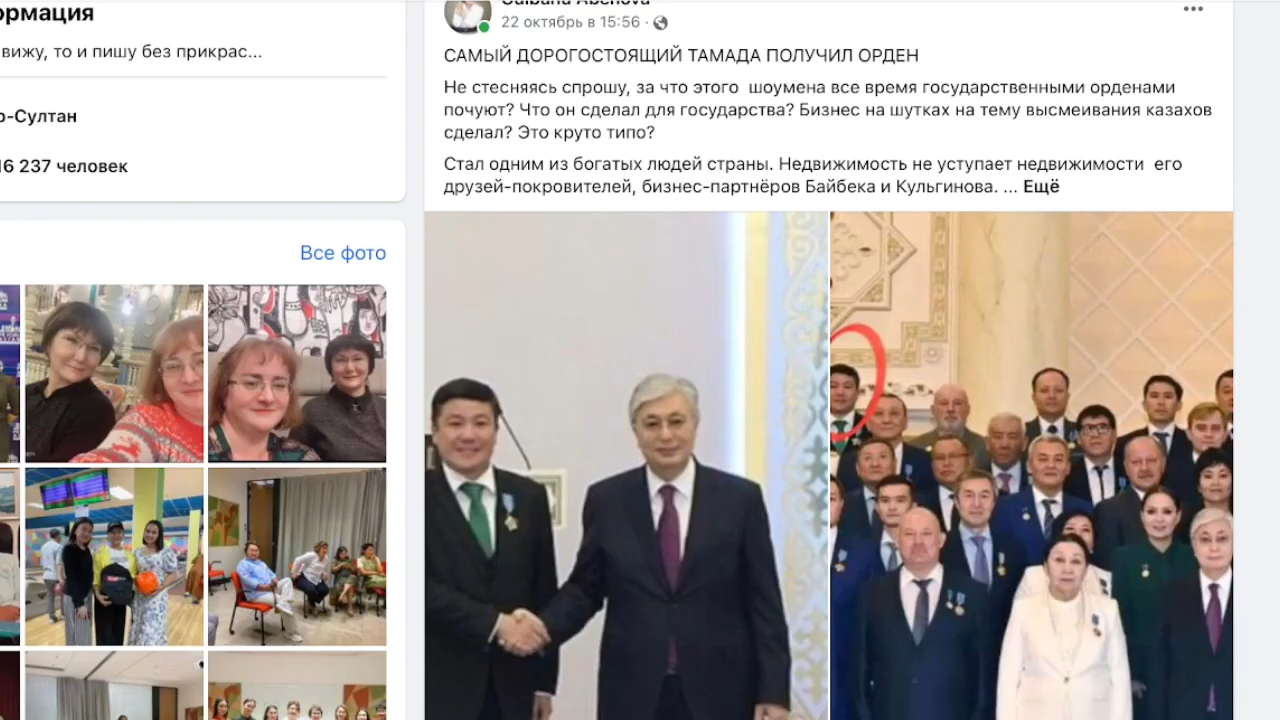 ормация
вижу, то и пишу без прикрас...
р-Султан
16 237 человек
Все фото
22 октябрь в 15:56 ·
САМЫЙ ДОРОГОСТОЯЩИЙ ТАМАДА ПОЛУЧИЛ ОРДЕН
Не стесняясь спрошу, за что этого шоумена все время государственными орденами
почуют? Что он сделал для государства? Бизнес на шутках на тему высмеивания казахов
сделал? Это круто типо?
Стал одним из богатых людей страны. Недвижимость не уступает недвижимости его
друзей-покровителей, бизнес-партнёров Байбека и Кульгинова. ... Ещё